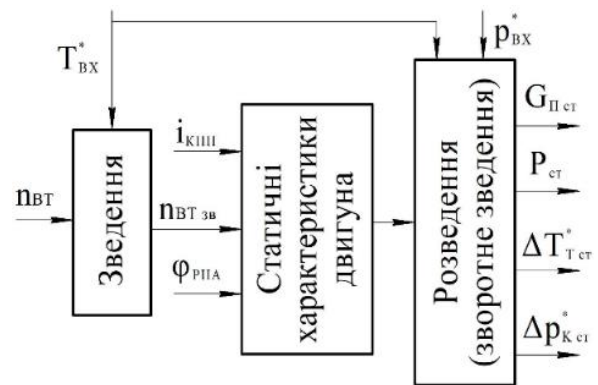 T*ВХ
p*ВХ
nВТ
Зведення
iКПП
nВТ зв
φРПА
Статичні
характеристики
двигуна
Розведення
(зворотне зведення)
GП ст
Pст
ΔT*Т ст
Δp*К ст